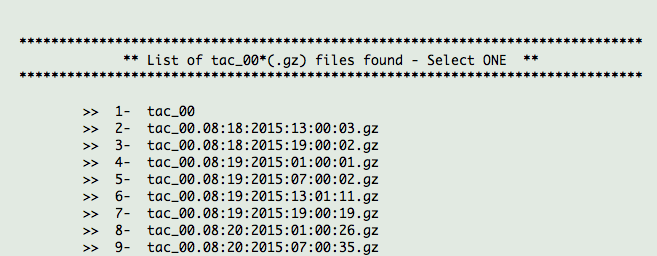 ******************************************************************************
** List of tac_00*(.gz) files found - Select ONE  **
******************************************************************************
>>  1-  tac_00
>>  2-  tac_00.08:18:2015:13:00:03.gz
>>  3-  tac_00.08:18:2015:19:00:02.gz
>>  4-  tac_00.08:19:2015:01:00:01.gz
>>  5-  tac_00.08:19:2015:07:00:02.gz
>>  6-  tac_00.08:19:2015:13:01:11.gz
>>  7-  tac_00.08:19:2015:19:00:19.gz
>>  8-  tac_00.08:20:2015:01:00:26.gz
>>  9-  tac_00.08:20:2015:07:00:35.gz